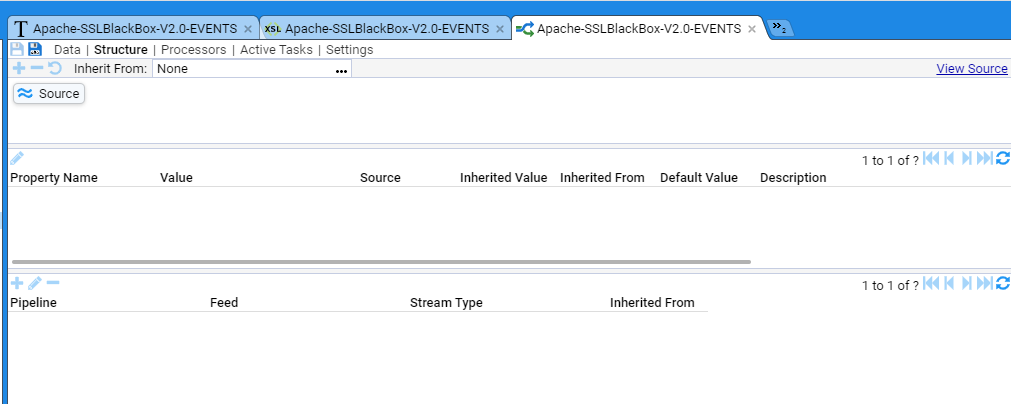 T Apache-SSLBlackBox-V2.0-EVENTS × XSL Apache-SSLBlackBox-V2.0-EVENTS × Apache-SSLBlackBox-V2.0-EVENTS × »2
Data | Structure | Processors | Active Tasks | Settings
Inherit From: None ... View Source
Source
1 to 1 of ?
Property Name Value Source Inherited Value Inherited From Default Value Description
1 to 1 of ?
Pipeline Feed Stream Type Inherited From